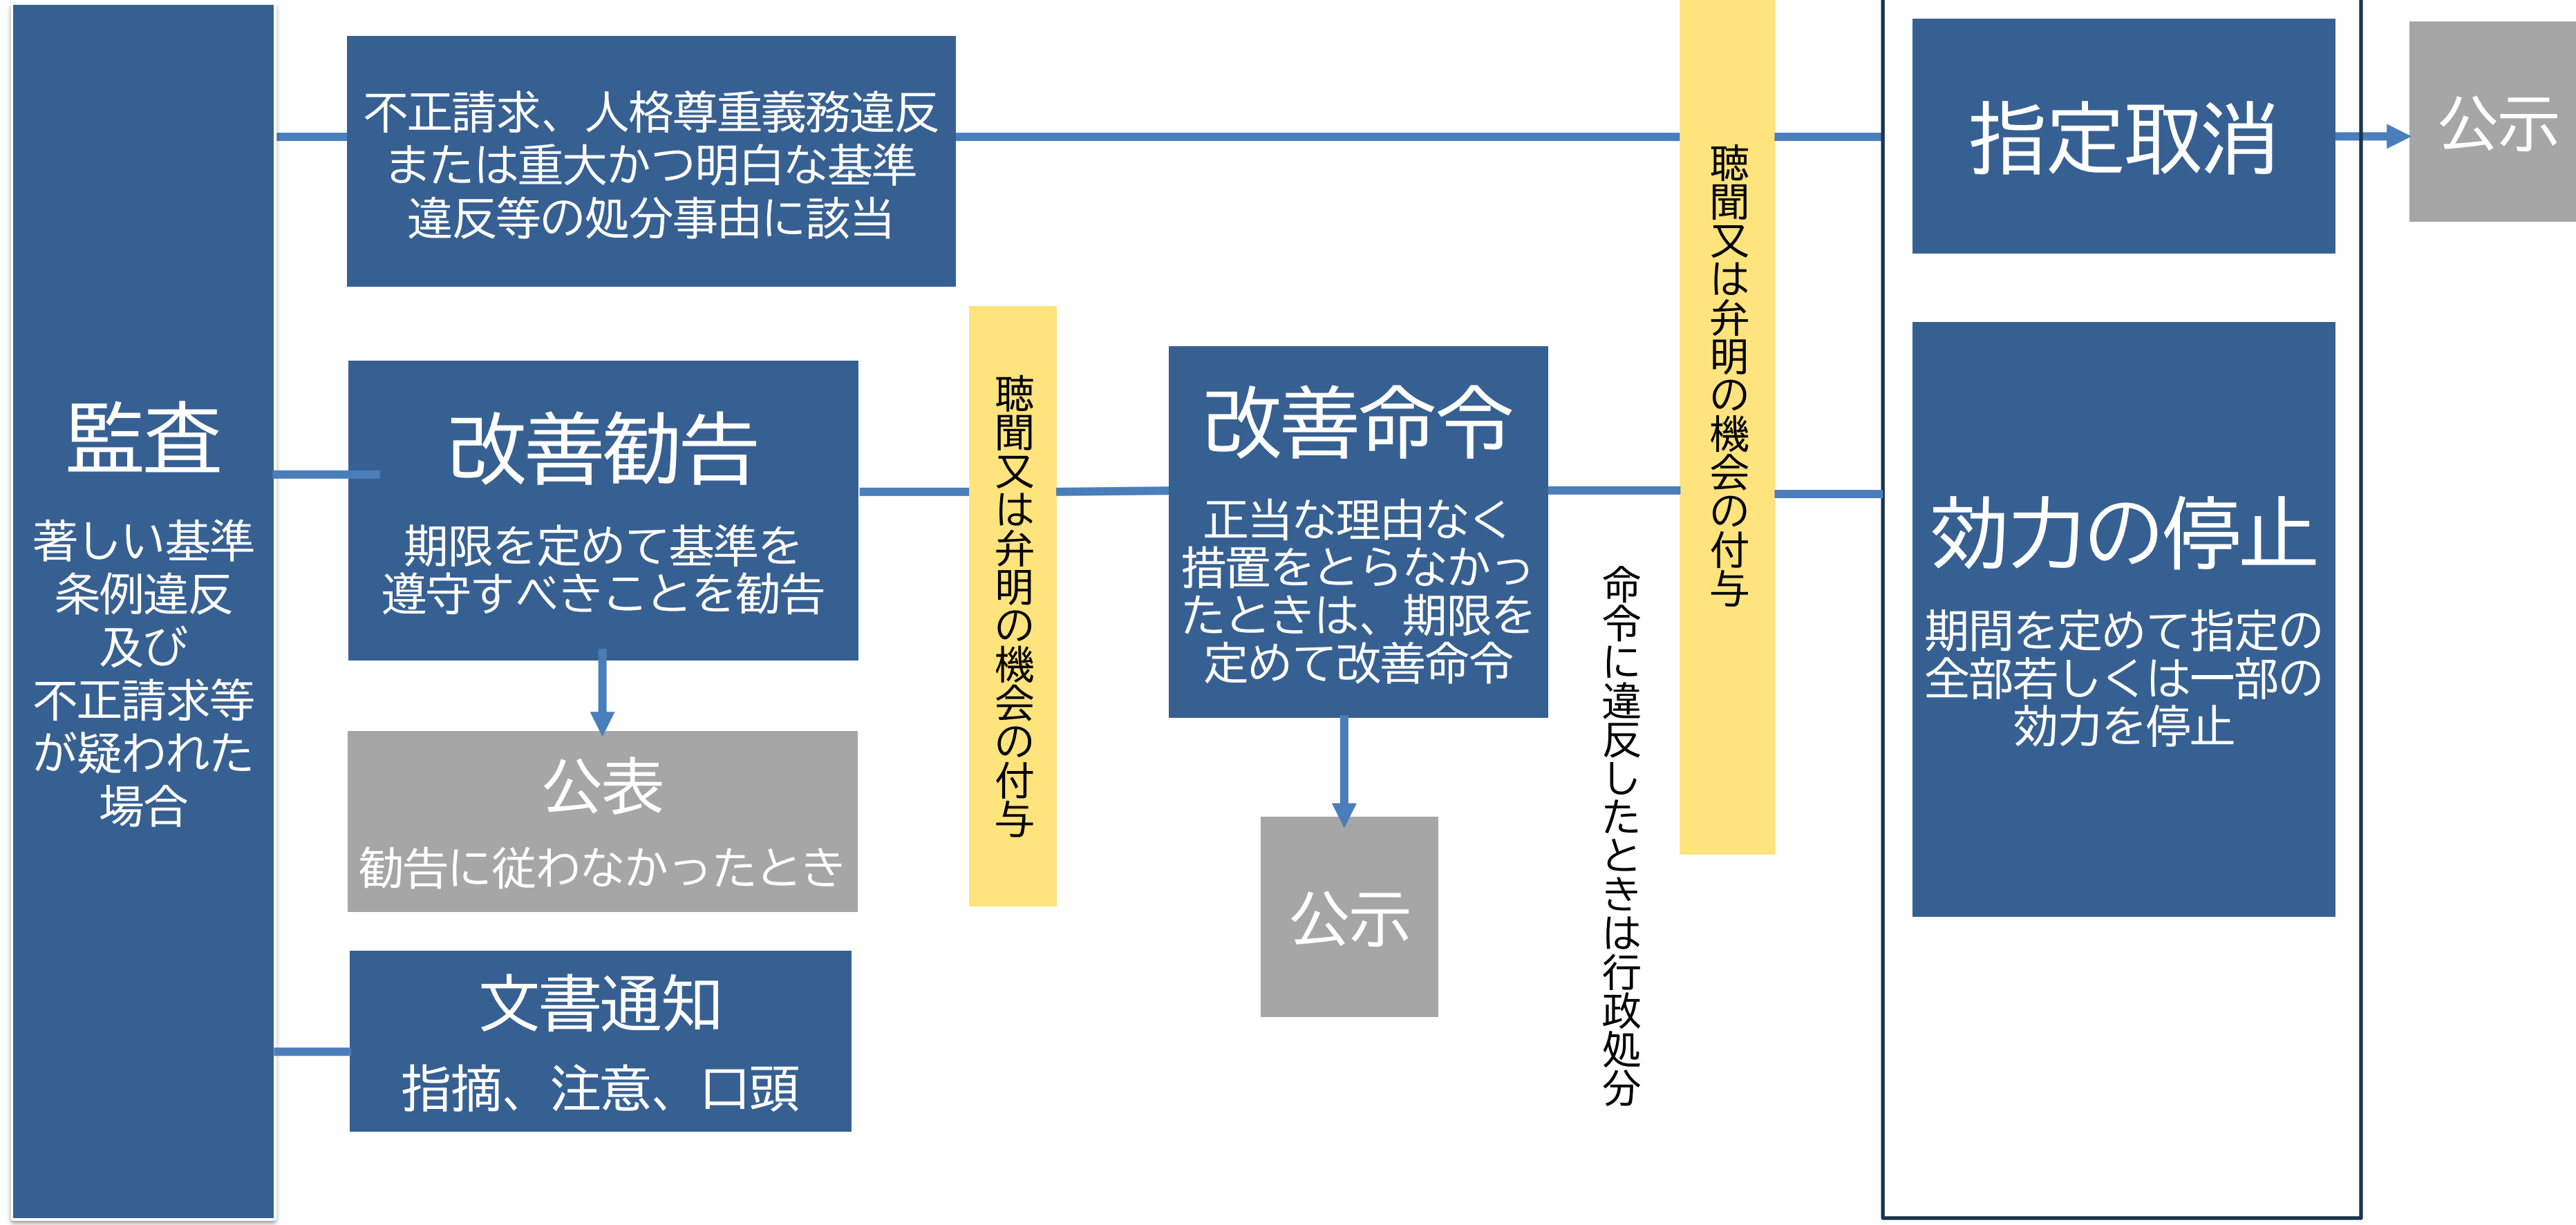 監査
著しい基準
条例違反
及び
不正請求等
が疑われた
場合
不正請求、人格尊重義務違反
または重大かつ明白な基準
違反等の処分事由に該当
改善勧告
期限を定めて基準を
遵守すべきことを勧告
公表
勧告に従わなかったとき
文書通知
指摘、注意、口頭
聴聞又は弁明の機会の付与
改善命令
正当な理由なく
措置をとらなかっ
たときは、期限を
定めて改善命令
公示
命令に違反したときは行政処分
聴聞又は弁明の機会の付与
指定取消
公示
効力の停止
期間を定めて指定の
全部若しくは一部の
効力を停止